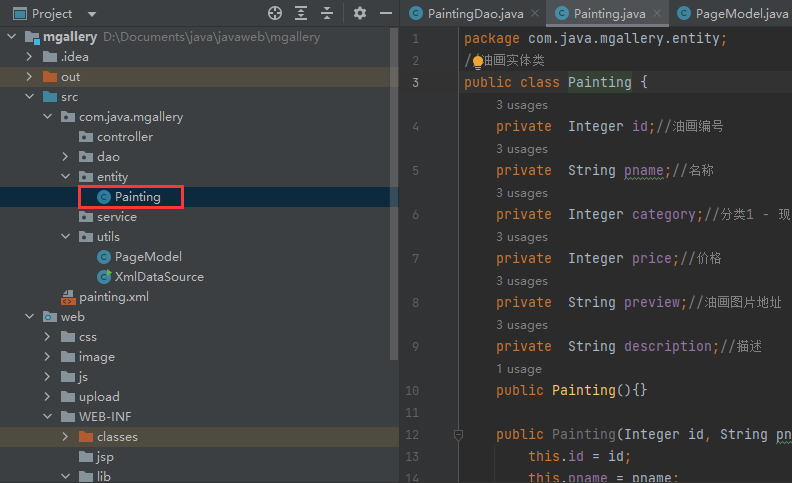 Project
mgallery D:\Documents\java\javaweb\mgallery
.idea
out
src
com.java.mgallery
controller
dao
entity
Painting
service
utils
PageModel
XmlDataSource
painting.xml
web
css
image
js
upload
WEB-INF
classes
jsp
lib
PaintingDao.java
Painting.java
PageModel.java
1 package com.java.mgallery.entity;
2 /油画实体类
3 public class Painting {
3 usages
4 private Integer id;//油画编号
3 usages
5 private String pname;//名称
3 usages
6 private Integer category;//分类1 - 现
3 usages
7 private Integer price;//价格
3 usages
8 private String preview;//油画图片地址
3 usages
9 private String description;//描述
1 usage
10 public Painting(){}
11
12 public Painting(Integer id, String pn
13 this.id = id;
14 this.pname = pname;